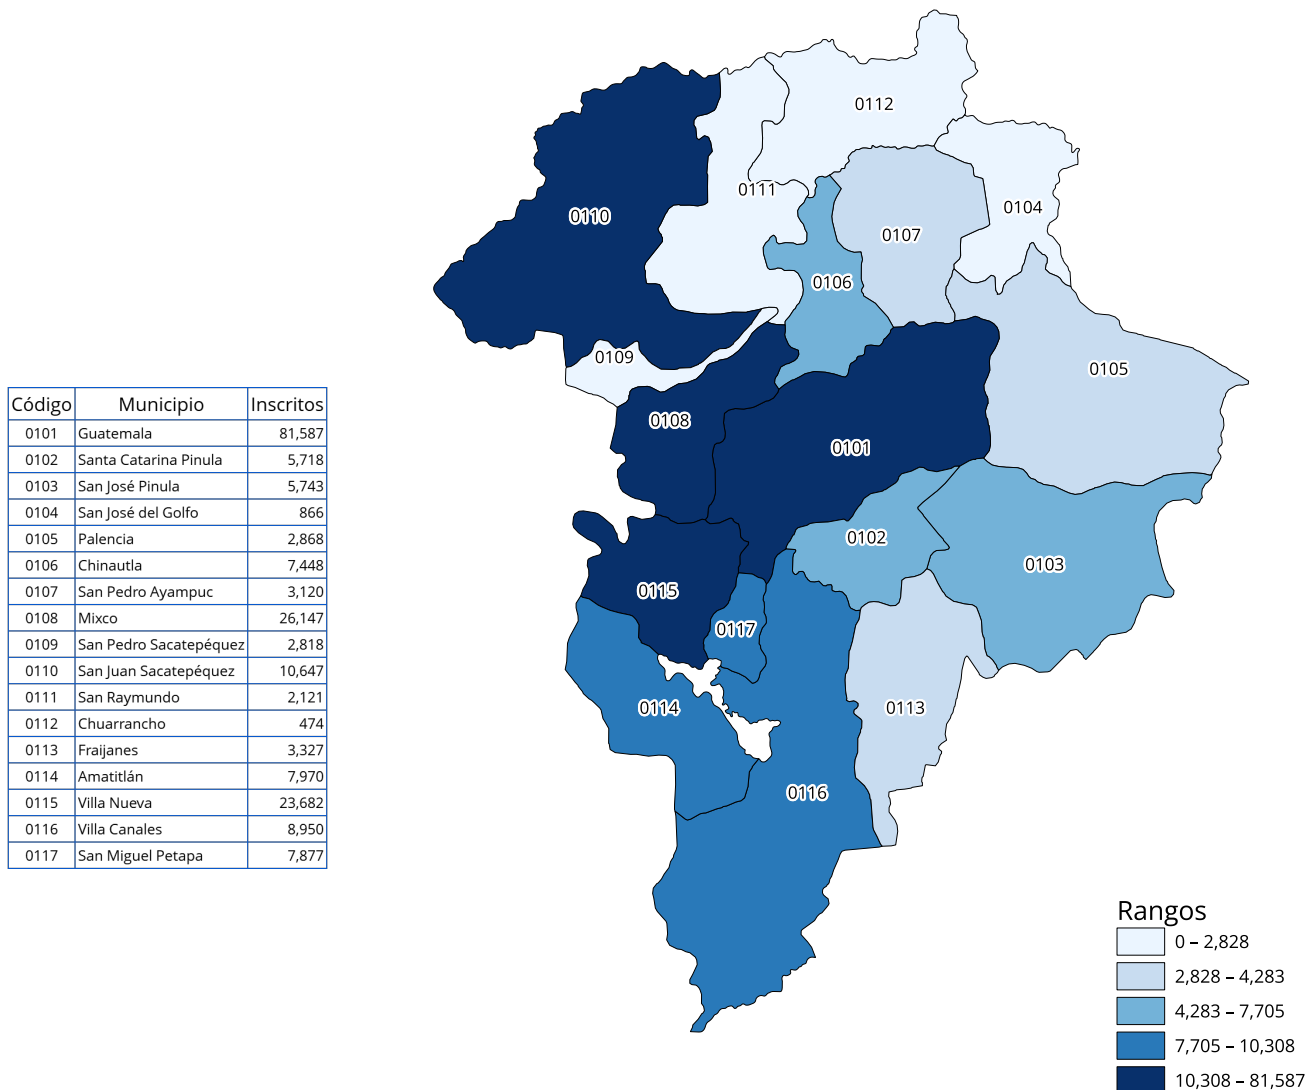 Código Municipio Inscritos
0101 Guatemala 81,587
0102 Santa Catarina Pinula 5,718
0103 San José Pinula 5,743
0104 San José del Golfo 866
0105 Palencia 2,868
0106 Chinautla 7,448
0107 San Pedro Ayampuc 3,120
0108 Mixco 26,147
0109 San Pedro Sacatepéquez 2,818
0110 San Juan Sacatepéquez 10,647
0111 San Raymundo 2,121
0112 Chuarrancho 474
0113 Fraijanes 3,327
0114 Amatitlán 7,970
0115 Villa Nueva 23,682
0116 Villa Canales 8,950
0117 San Miguel Petapa 7,877
0112
0111
0104
0110
0107
0106
0109
0105
0108
0101
0102
0103
0115
0117
0114
0113
0116
Rangos
0 – 2,828
2,828 – 4,283
4,283 – 7,705
7,705 – 10,308
10,308 – 81,587